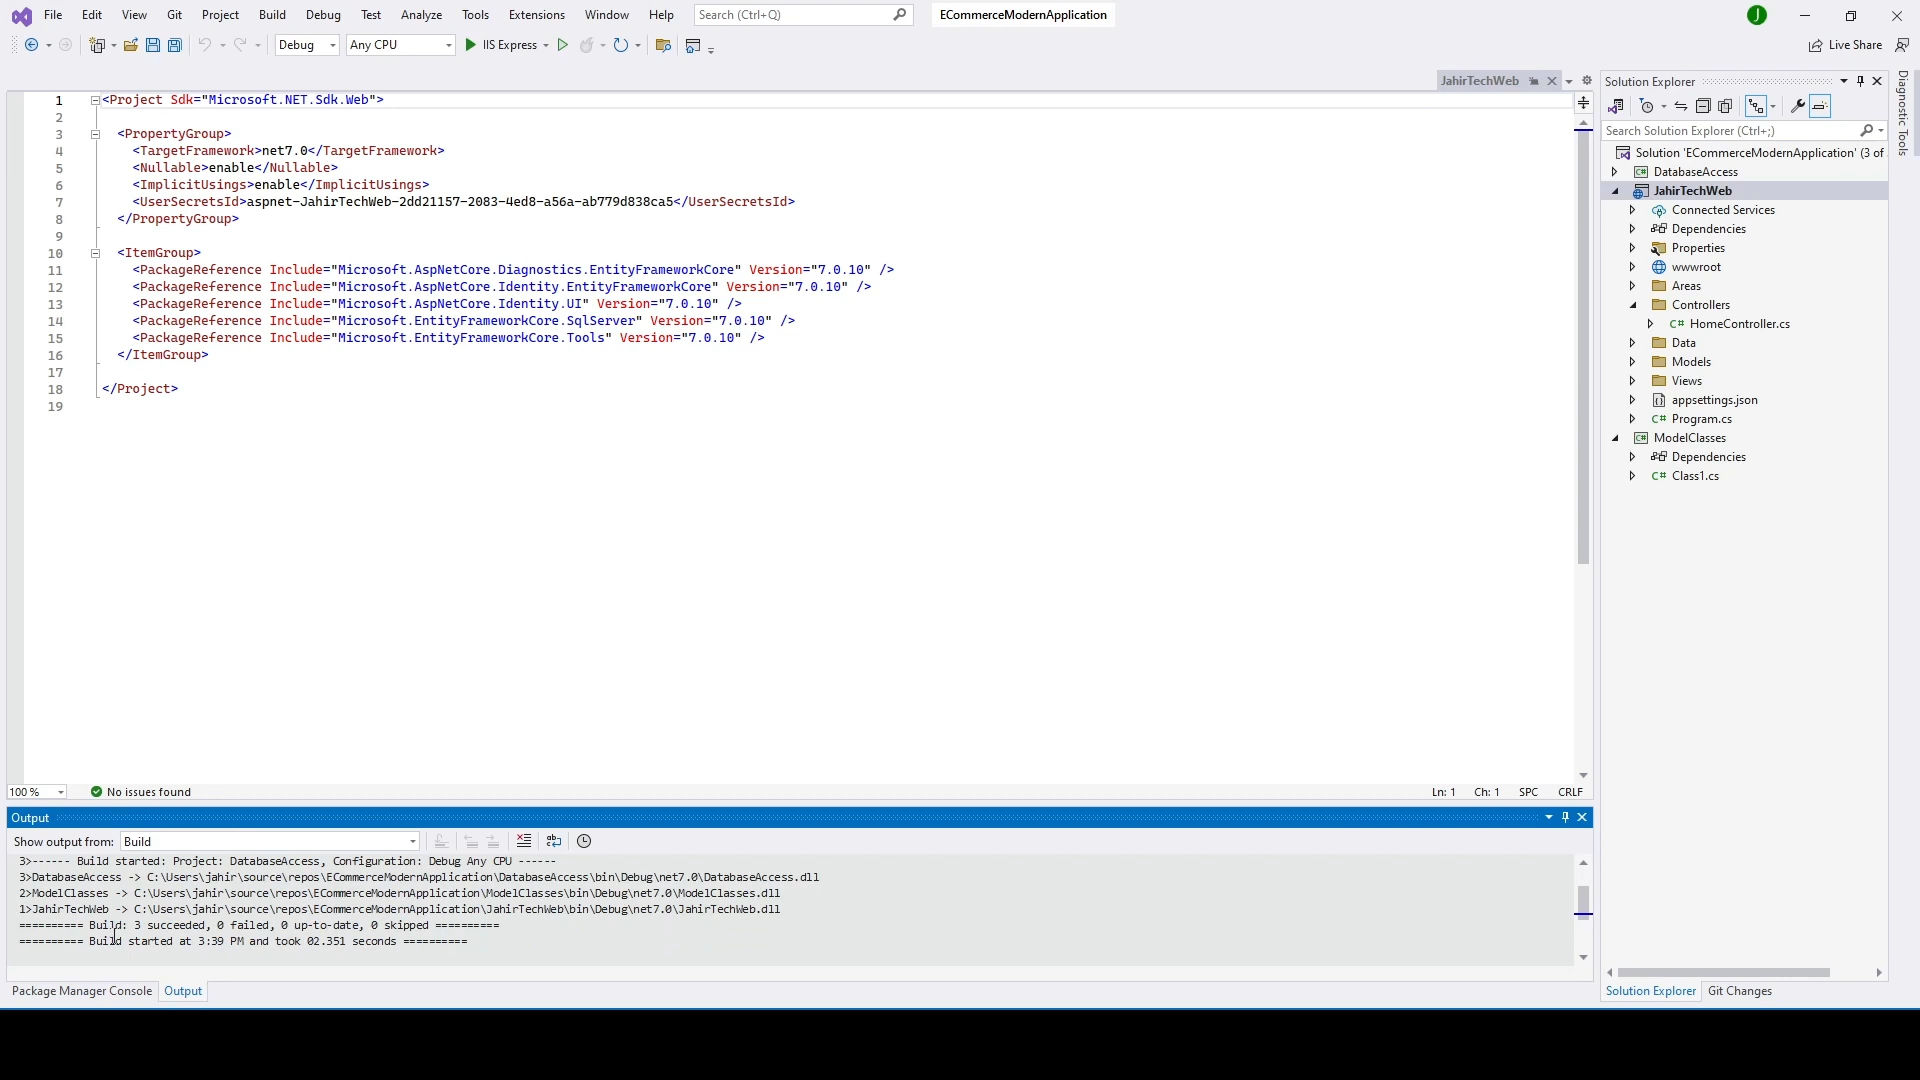 File Edit View Git Project Build Debug Test Analyze Tools Extensions Window Help Search (Ctrl+Q) ECommerceModernApplication J
Debug Any CPU IIS Express Live Share
JahirTechWeb
1 <Project Sdk="Microsoft.NET.Sdk.Web">
2
3 <PropertyGroup>
4 <TargetFramework>net7.0</TargetFramework>
5 <Nullable>enable</Nullable>
6 <ImplicitUsings>enable</ImplicitUsings>
7 <UserSecretsId>aspnet-JahirTechWeb-2dd21157-2083-4ed8-a56a-ab779d838ca5</UserSecretsId>
8 </PropertyGroup>
9
10 <ItemGroup>
11 <PackageReference Include="Microsoft.AspNetCore.Diagnostics.EntityFrameworkCore" Version="7.0.10" />
12 <PackageReference Include="Microsoft.AspNetCore.Identity.EntityFrameworkCore" Version="7.0.10" />
13 <PackageReference Include="Microsoft.AspNetCore.Identity.UI" Version="7.0.10" />
14 <PackageReference Include="Microsoft.EntityFrameworkCore.SqlServer" Version="7.0.10" />
15 <PackageReference Include="Microsoft.EntityFrameworkCore.Tools" Version="7.0.10" />
16 </ItemGroup>
17
18 </Project>
19
100 % No issues found Ln: 1 Ch: 1 SPC CRLF
Output
Show output from: Build
3>------ Build started: Project: DatabaseAccess, Configuration: Debug Any CPU ------
3>DatabaseAccess -> C:\Users\jahir\source\repos\ECommerceModernApplication\DatabaseAccess\bin\Debug\net7.0\DatabaseAccess.dll
2>ModelClasses -> C:\Users\jahir\source\repos\ECommerceModernApplication\ModelClasses\bin\Debug\net7.0\ModelClasses.dll
1>JahirTechWeb -> C:\Users\jahir\source\repos\ECommerceModernApplication\JahirTechWeb\bin\Debug\net7.0\JahirTechWeb.dll
========== Build: 3 succeeded, 0 failed, 0 up-to-date, 0 skipped ==========
========== Build started at 3:39 PM and took 02.351 seconds ==========
Package Manager Console Output
Solution Explorer
Search Solution Explorer (Ctrl+;)
Solution 'ECommerceModernApplication' (3 of
DatabaseAccess
JahirTechWeb
Connected Services
Dependencies
Properties
wwwroot
Areas
Controllers
C# HomeController.cs
Data
Models
Views
appsettings.json
C# Program.cs
ModelClasses
Dependencies
C# Class1.cs
Solution Explorer Git Changes
Diagnostic Tools